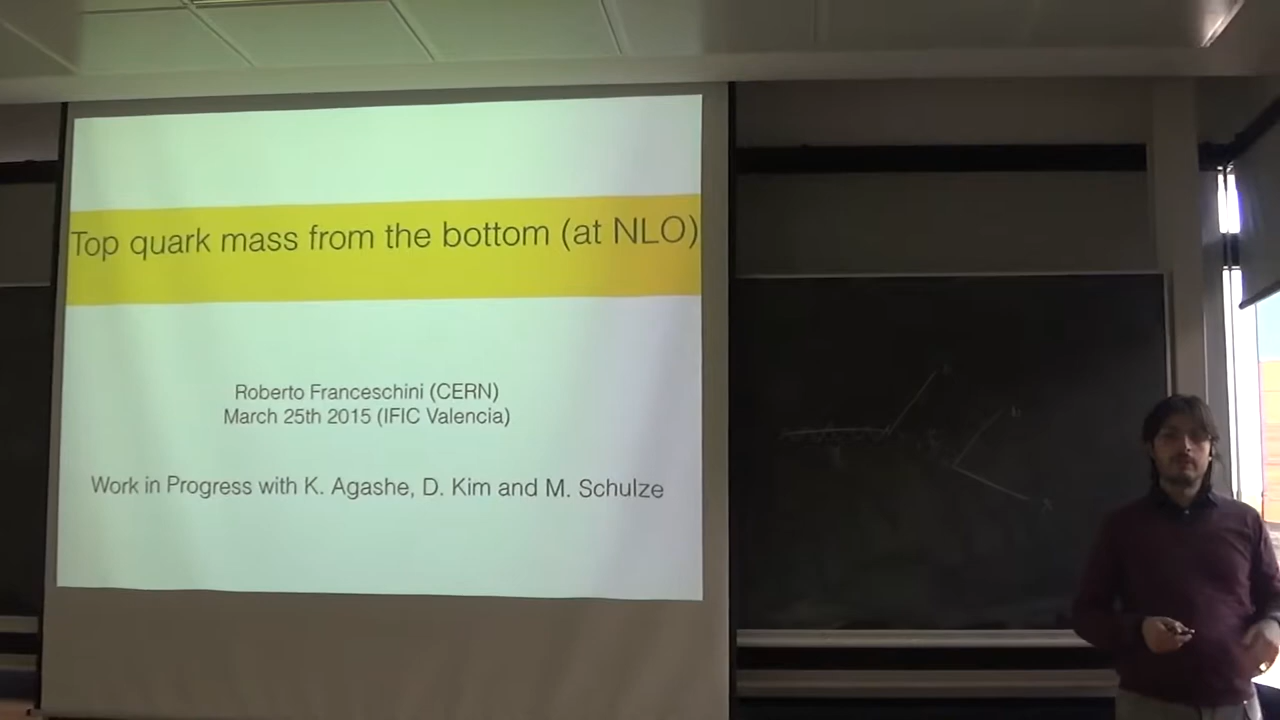 Top quark mass from the bottom (at NLO)
Roberto Franceschini (CERN)
March 25th 2015 (IFIC Valencia)
Work in Progress with K. Agashe, D. Kim and M. Schulze